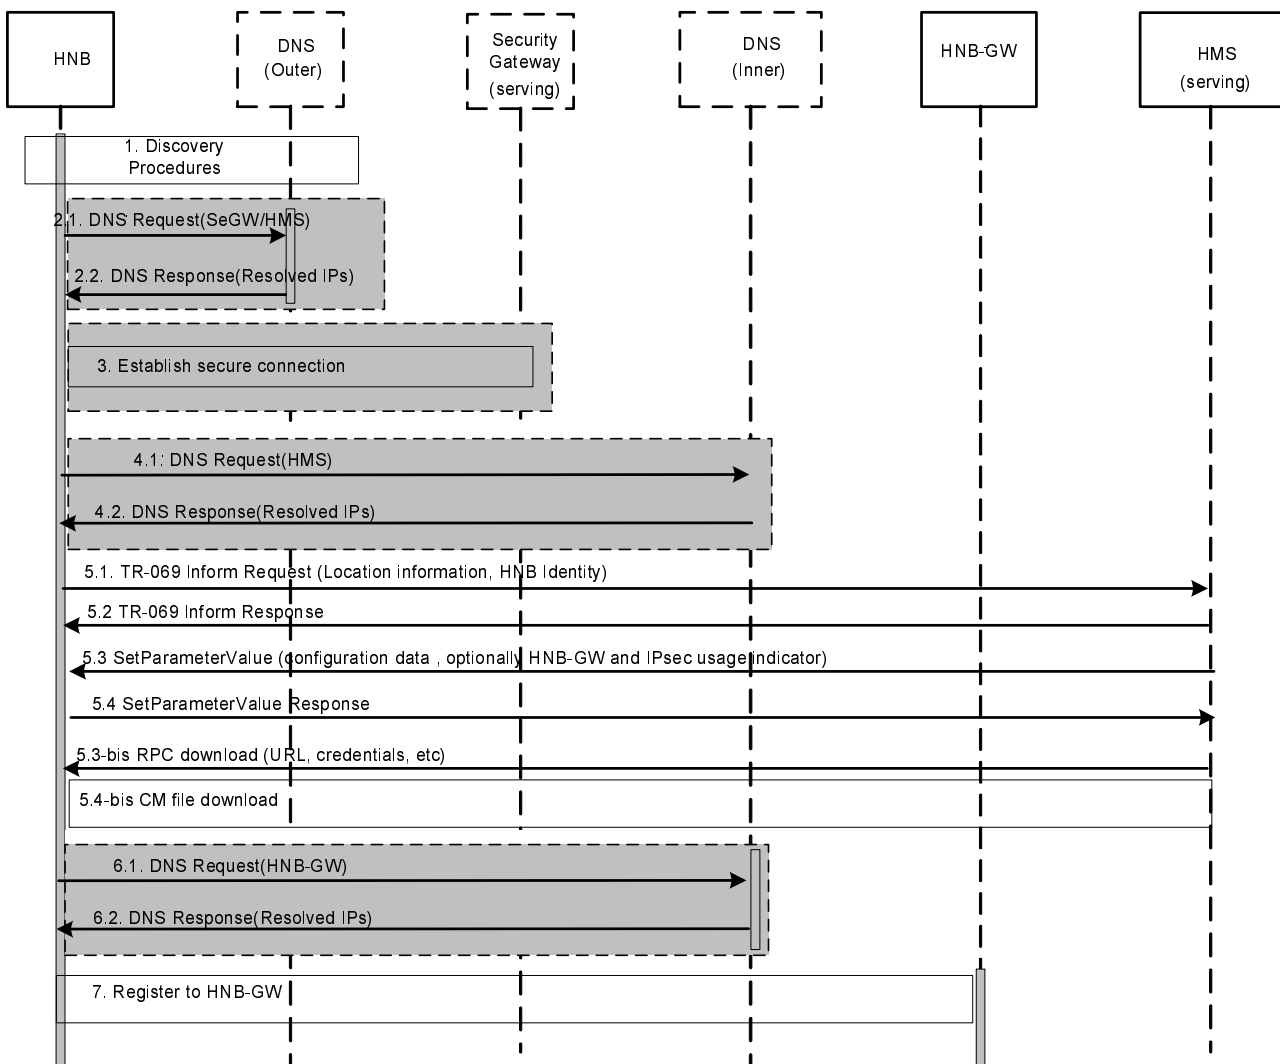 HNB
DNS
(Outer)
Security
Gateway
(serving)
DNS
(Inner)
HNB-GW
HMS
(serving)
1. Discovery
Procedures
2.1. DNS Request(SeGW/HMS)
2.2. DNS Response(Resolved IPs)
3. Establish secure connection
4.1: DNS Request(HMS)
4.2. DNS Response(Resolved IPs)
5.1. TR-069 Inform Request (Location information, HNB Identity)
5.2 TR-069 Inform Response
5.3 SetParameterValue (configuration data , optionally HNB-GW and IPsec usage indicator)
5.4 SetParameterValue Response
5.3-bis RPC download (URL, credentials, etc)
5.4-bis CM file download
6.1. DNS Request(HNB-GW)
6.2. DNS Response(Resolved IPs)
7. Register to HNB-GW